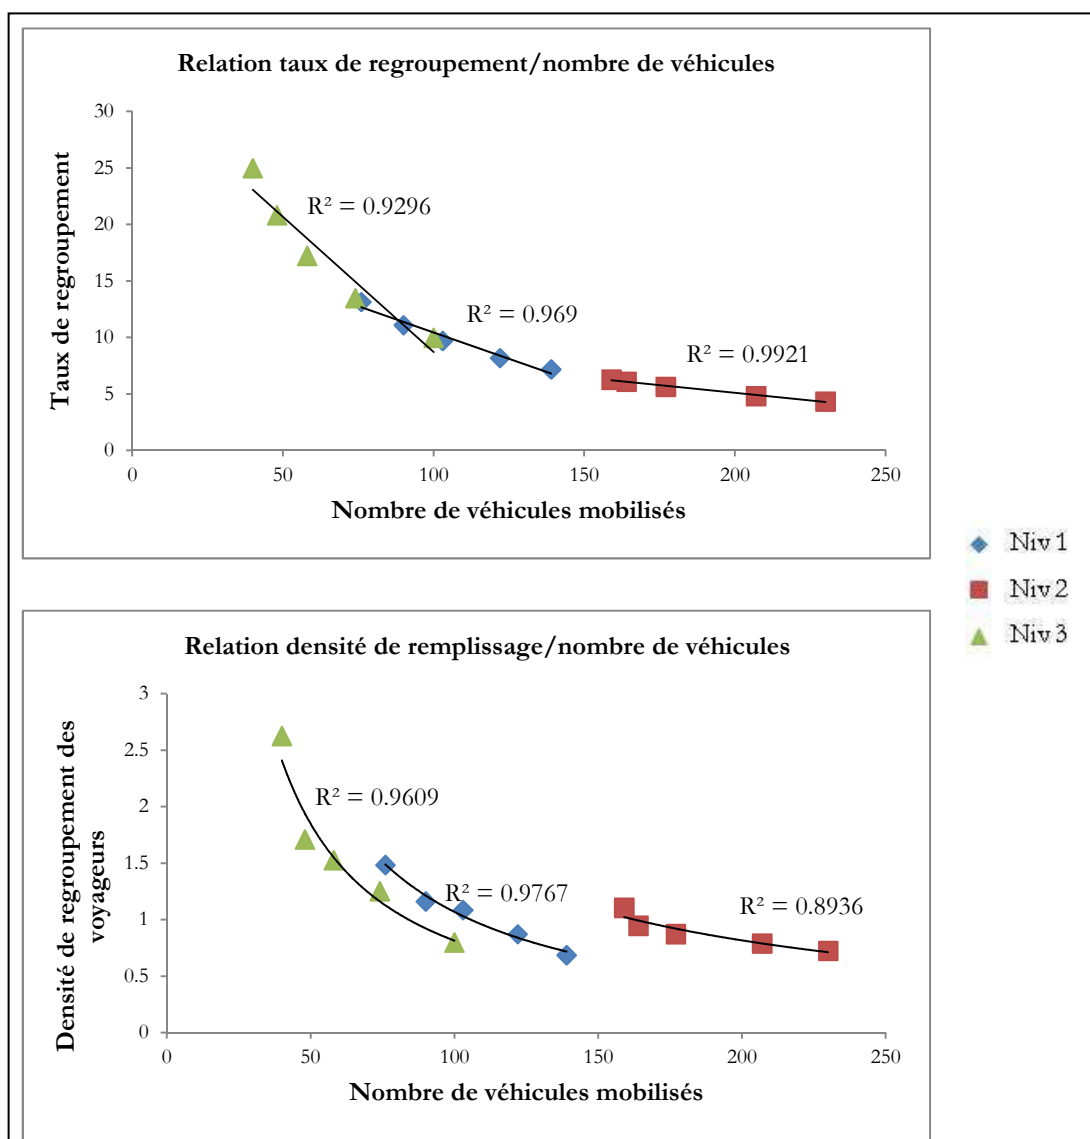 Relation taux de regroupement/nombre de véhicules
30
25
20
15
10
5
0
Taux de regroupement
R² = 0.9296
R² = 0.969
R² = 0.9921
0 50 100 150 200 250
Nombre de véhicules mobilisés
Niv 1
Niv 2
Niv 3
Relation densité de remplissage/nombre de véhicules
3
2.5
2
1.5
1
0.5
0
Densité de regroupement des
voyageurs
R² = 0.9609
R² = 0.9767
R² = 0.8936
0 50 100 150 200 250
Nombre de véhicules mobilisés